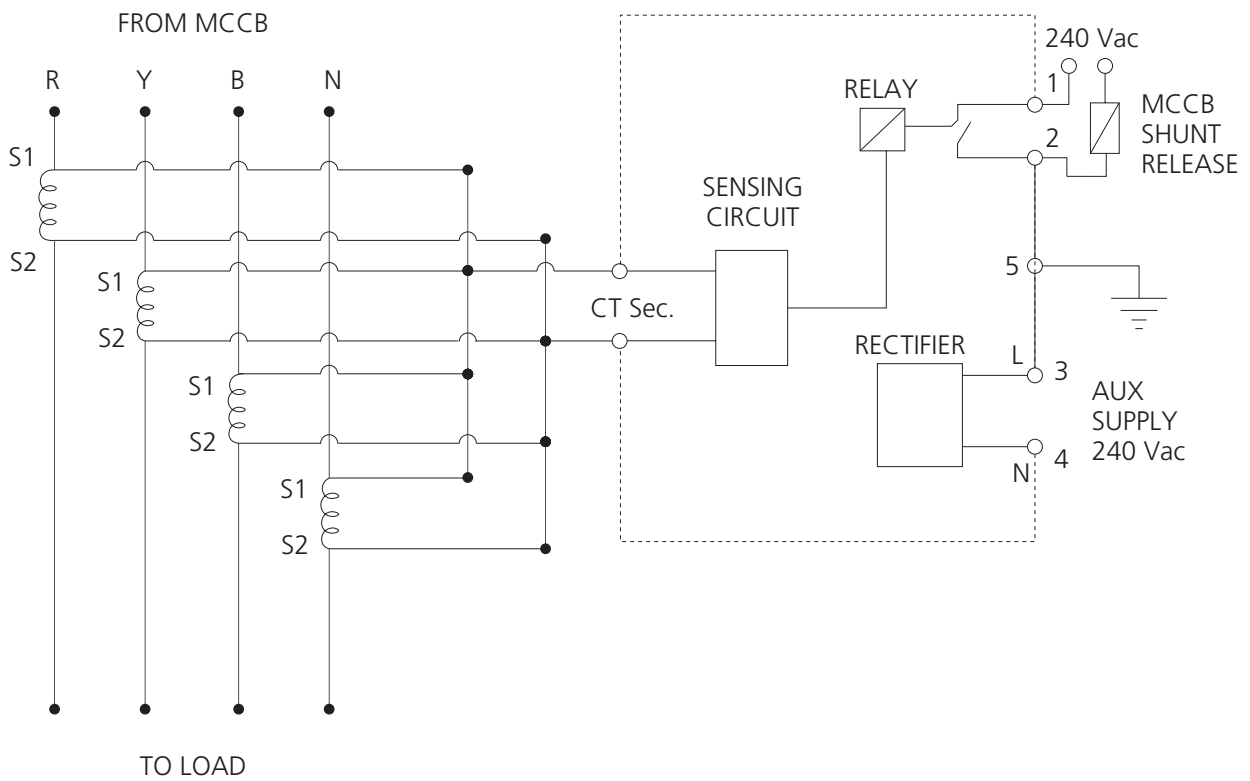 FROM MCCB
R
Y
B
N
S1
S2
S1
S2
S1
S2
S1
S2
TO LOAD
CT Sec.
SENSING
CIRCUIT
RELAY
RECTIFIER
240 Vac
1
2
MCCB
SHUNT
RELEASE
5
L
3
N
4
AUX
SUPPLY
240 Vac